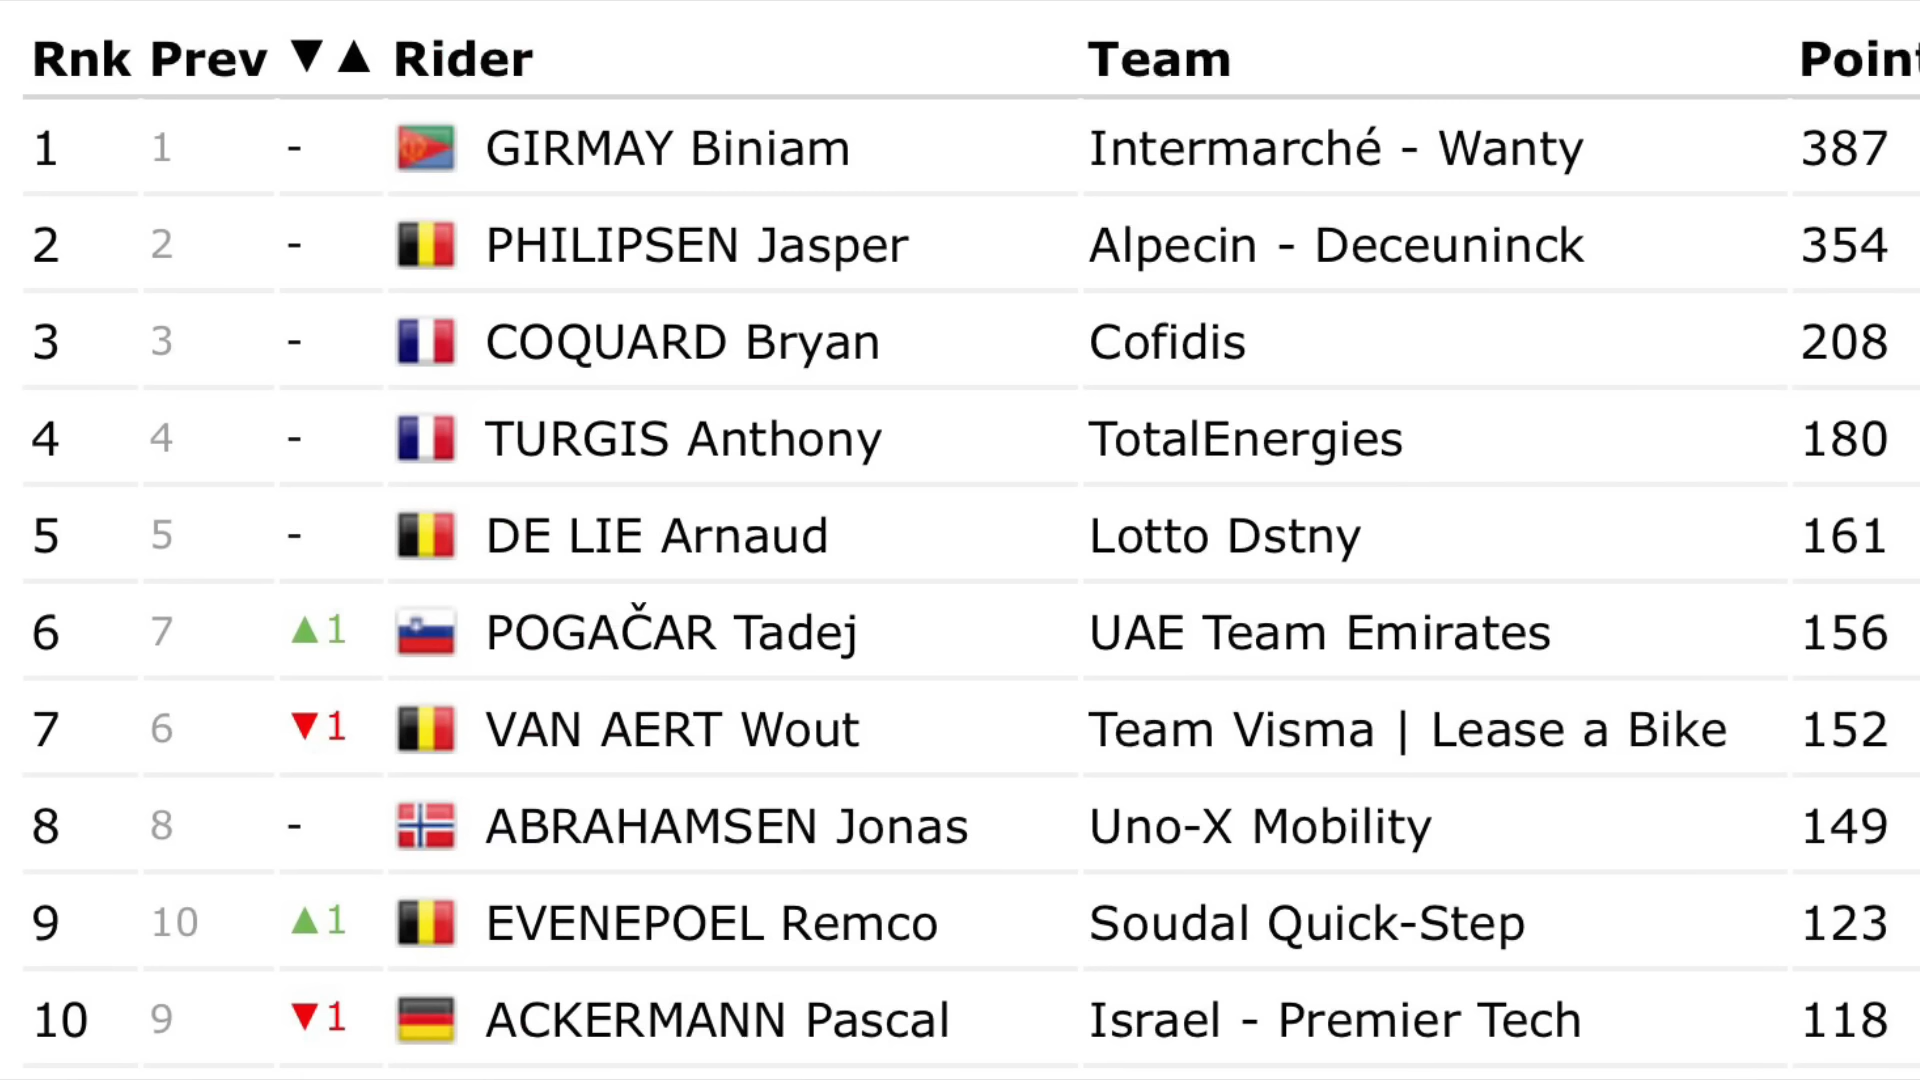 Rnk Prev ▼▲ Rider Team Point
1 1 - GIRMAY Biniam Intermarché - Wanty 387
2 2 - PHILIPSEN Jasper Alpecin - Deceuninck 354
3 3 - COQUARD Bryan Cofidis 208
4 4 - TURGIS Anthony TotalEnergies 180
5 5 - DE LIE Arnaud Lotto Dstny 161
6 7 ▲1 POGAČAR Tadej UAE Team Emirates 156
7 6 ▼1 VAN AERT Wout Team Visma | Lease a Bike 152
8 8 - ABRAHAMSEN Jonas Uno-X Mobility 149
9 10 ▲1 EVENEPOEL Remco Soudal Quick-Step 123
10 9 ▼1 ACKERMANN Pascal Israel - Premier Tech 118